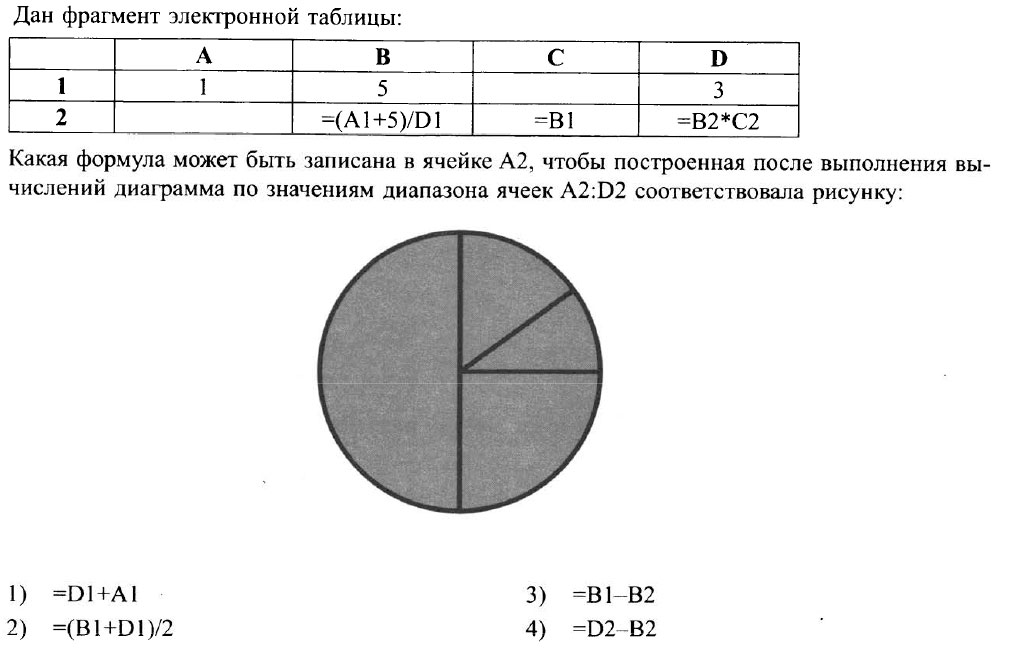 Дан фрагмент электронной таблицы:
A B C D
1 1 5 3
2 =(A1+5)/D1 =B1 =B2*C2
Какая формула может быть записана в ячейке A2, чтобы построенная после выполнения вы-
числений диаграмма по значениям диапазона ячеек A2:D2 соответствовала рисунку:
1) =D1+A1 3) =B1–B2
2) =(B1+D1)/2 4) =D2–B2